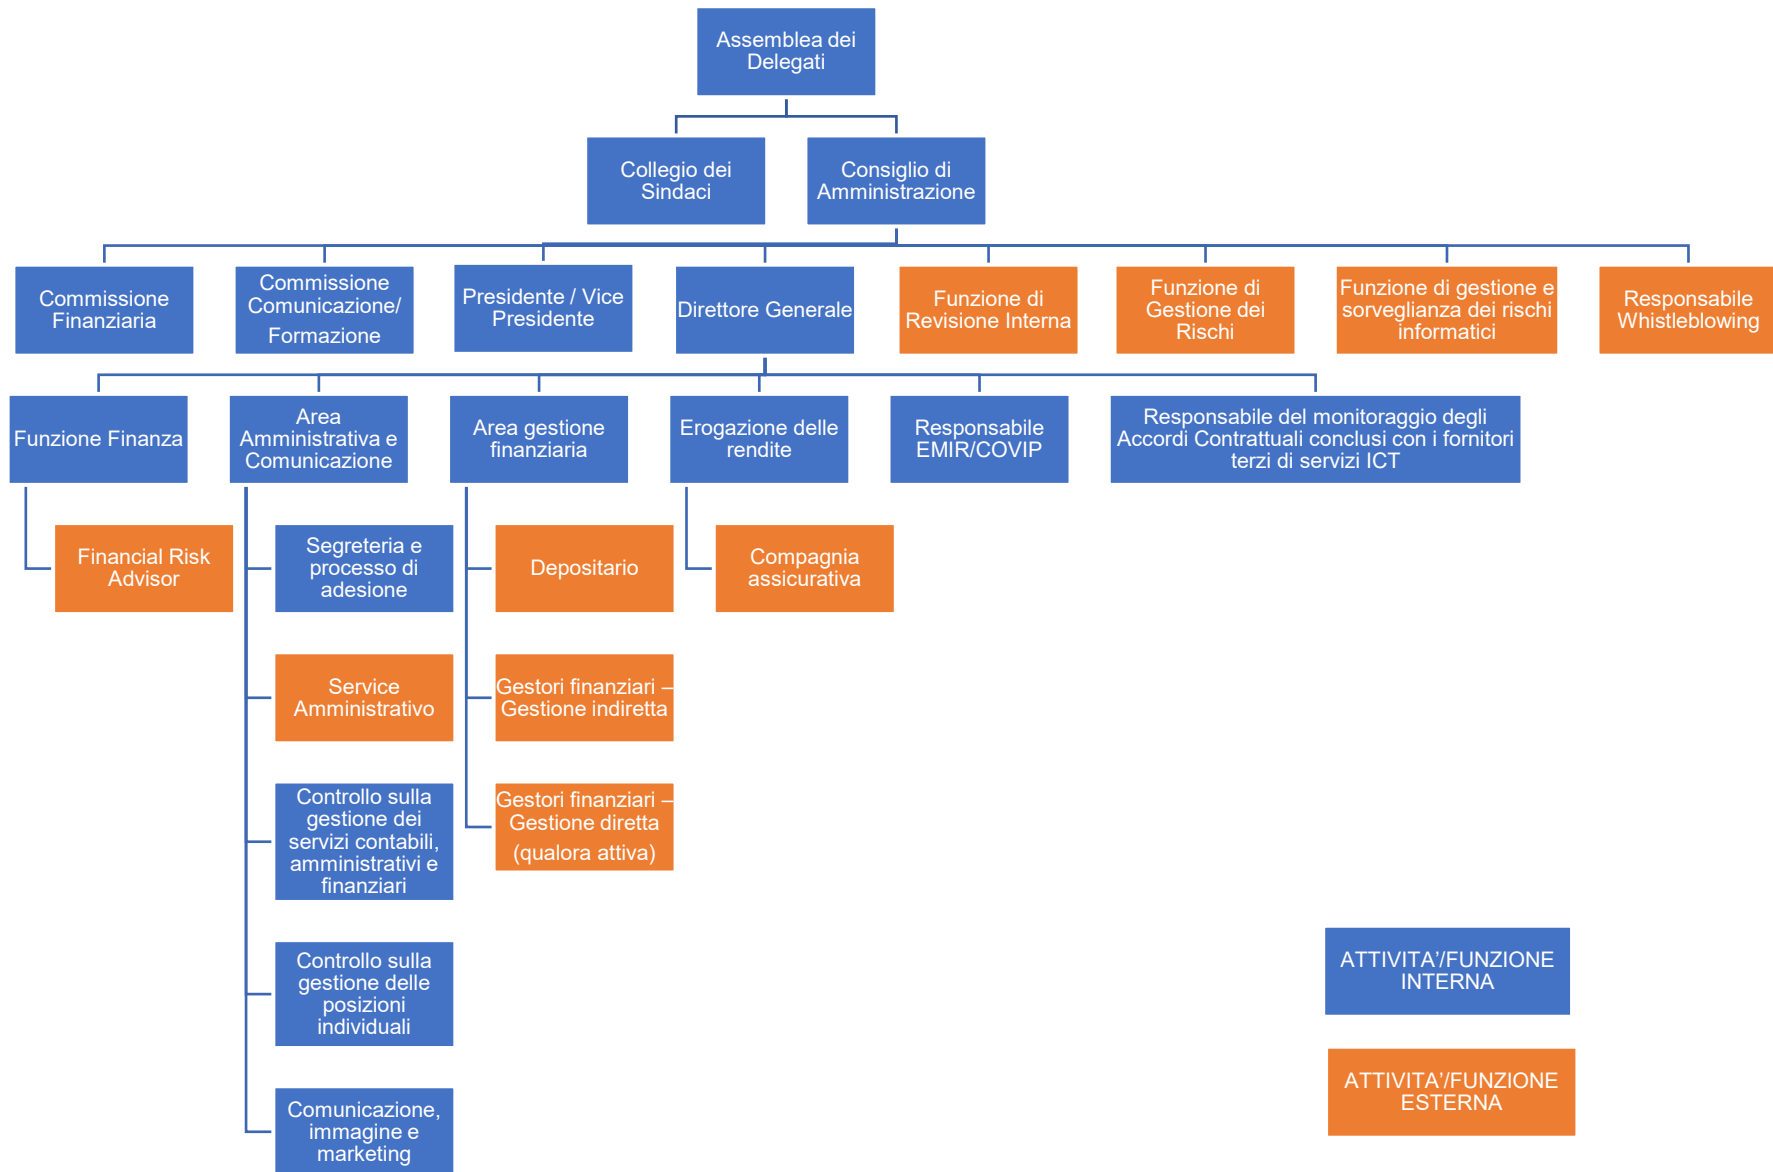 Assemblea dei
Delegati
Collegio dei
Sindaci
Consiglio di
Amministrazione
Commissione
Finanziaria
Commissione
Comunicazione/
Formazione
Presidente / Vice
Presidente
Direttore Generale
Funzione di
Revisione Interna
Funzione di
Gestione dei
Rischi
Funzione di gestione e
sorveglianza dei rischi
informatici
Responsabile
Whistleblowing
Funzione Finanza
Area
Amministrativa e
Comunicazione
Area gestione
finanziaria
Erogazione delle
rendite
Responsabile
EMIR/COVIP
Responsabile del monitoraggio degli
Accordi Contrattuali conclusi con i fornitori
terzi di servizi ICT
Financial Risk
Advisor
Segreteria e
processo di
adesione
Depositario
Compagnia
assicurativa
Service
Amministrativo
Gestori finanziari –
Gestione indiretta
Controllo sulla
gestione dei
servizi contabili,
amministrativi e
finanziari
Gestori finanziari –
Gestione diretta
(qualora attiva)
Controllo sulla
gestione delle
posizioni
individuali
Comunicazione,
immagine e
marketing
ATTIVITA’/FUNZIONE
INTERNA
ATTIVITA’/FUNZIONE
ESTERNA